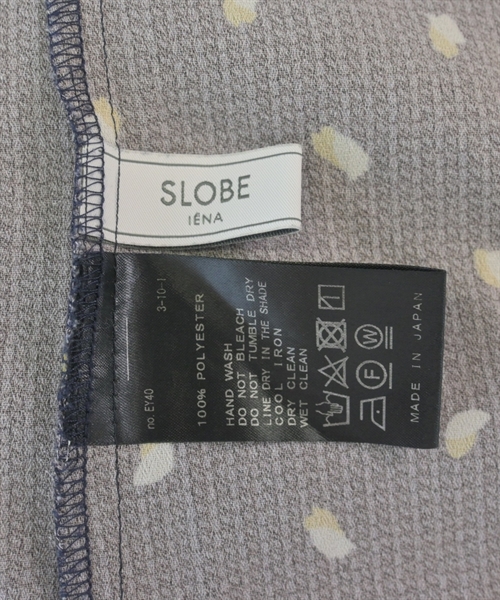 SLOBE
IÉNA
3-10-1
no. EY40
100% POLYESTER
HAND WASH
DO NOT BLEACH
DO NOT TUMBLE DRY
LINE DRY IN THE SHADE
COOL IRON
DRY CLEAN
WET CLEAN
F
W
MADE IN JAPAN